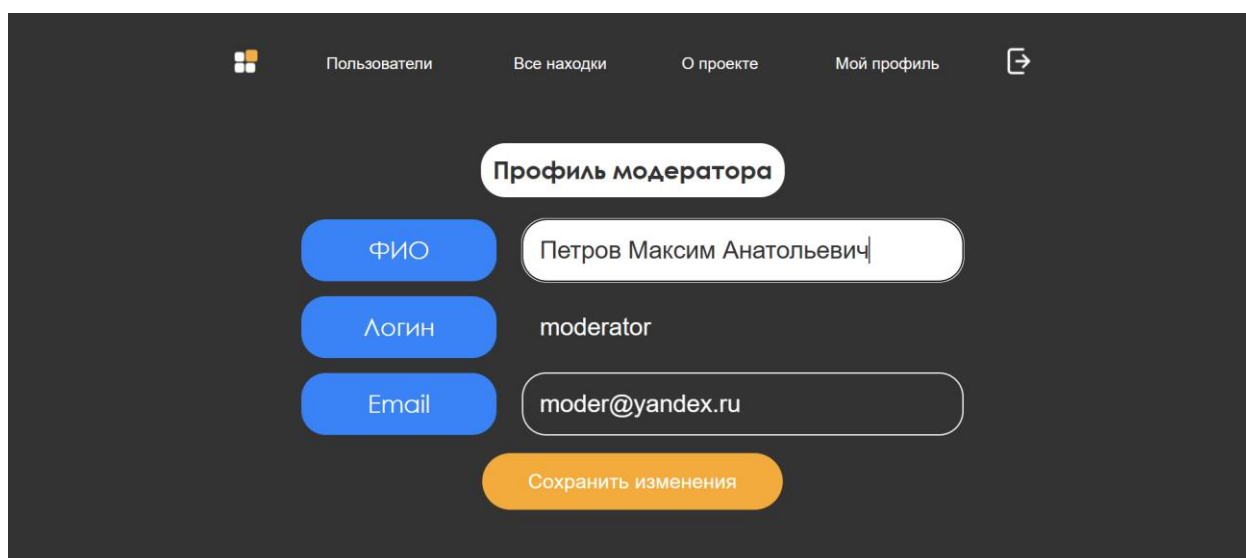 Пользователи Все находки О проекте Мой профиль
Профиль модератора
ФИО Петров Максим Анатольевич
Логин moderator
Email moder@yandex.ru
Сохранить изменения